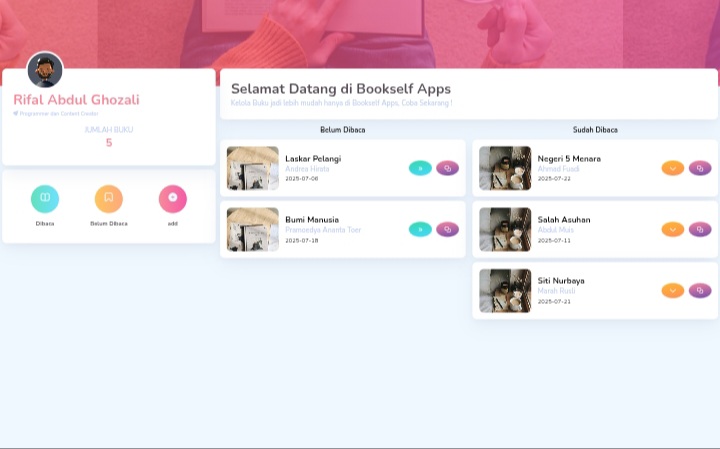 Rifal Abdul Ghozali
Programmer dan Content Creator
JUMLAH BUKU
5
Dibaca
Belum Dibaca
add
Selamat Datang di Bookself Apps
Kelola Buku jadi lebih mudah hanya di Bookself Apps, Coba Sekarang !
Belum Dibaca
Laskar Pelangi
Andrea Hirata
2025-07-06
Bumi Manusia
Pramoedya Ananta Toer
2025-07-18
Sudah Dibaca
Negeri 5 Menara
Ahmad Fuadi
2025-07-22
Salah Asuhan
Abdul Muis
2025-07-11
Siti Nurbaya
Marah Rusli
2025-07-21